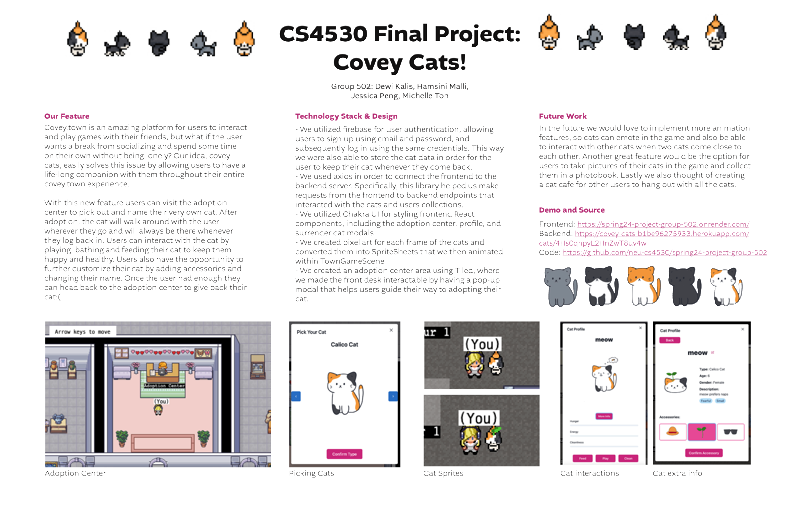 CS4530 Final Project:
Covey Cats!
Group 502: Dewi Kalis, Hamsini Malli,
Jessica Peng, Michelle Ton
Our Feature
Covey.town is an amazing platform for users to interact
and play games with their friends, but what if the user
wants a break from socializing and spend some time
on their own without being lonely? Our idea, covey
cats, easily solves this issue by allowing users to have a
life-long companion with them throughout their entire
covey.town experience.
With this new feature users can visit the adoption
center to pick out and name their very own cat. After
adoption, the cat will walk around with the user
wherever they go and will always be there whenever
they log back in. Users can interact with the cat by
playing, bathing and feeding their cat to keep them
happy and healthy. Users also have the opportunity to
further customize their cat by adding accessories and
changing their name. Once the user had enough they
can head back to the adoption center to give back their
cat:(
Technology Stack & Design
- We utilized firebase for user authentication, allowing
users to sign up using email and password, and
subsequently log in using the same credentials. This way
we were also able to store the cat data in order for the
user to keep their cat whenever they come back.
- We used axios in order to connect the frontend to the
backend server. Specifically, this library helped us make
requests from the frontend to backend endpoints that
interacted with the cats and users collections.
- We utilized Chakra UI for styling frontend React
components, including the adoption center, profile, and
surrender cat modals.
- We created pixel art for each frame of the cats and
converted them into SpriteSheets that we then animated
within TownGameScene
- We created an adoption center area using Tiled, where
we made the front desk interactable by having a pop-up
modal that helps users guide their way to adopting their
cat.
Future Work
In the future we would love to implement more animation
features, so cats can emote in the game and also be able
to interact with other cats when two cats come close to
each other. Another great feature would be the option for
users to take pictures of their cats in the game and collect
them in a photobook. Lastly we also thought of creating
a cat cafe for other users to hang out with all the cats.
Demo and Source
Frontend: https://spring24-project-group-502.onrender.com/
Backend:
Code: https://github.com/neu-cs4530/spring24-project-group-502
Arrow keys to move
Adoption Center
(You)
Adoption Center
Pick Your Cat
Calico Cat
Confirm Type
Picking Cats
(You)
(You)
Cat Sprites
Cat Profile
meow
Hunger
Energy
Cleanliness
Feed
Play
Clean
Cat interactions
Cat Profile
Back
meow
Type: Calico Cat
Age: 6
Gender: Female
Description:
Playful
Accessories
Confirm Accessory
Cat extra info